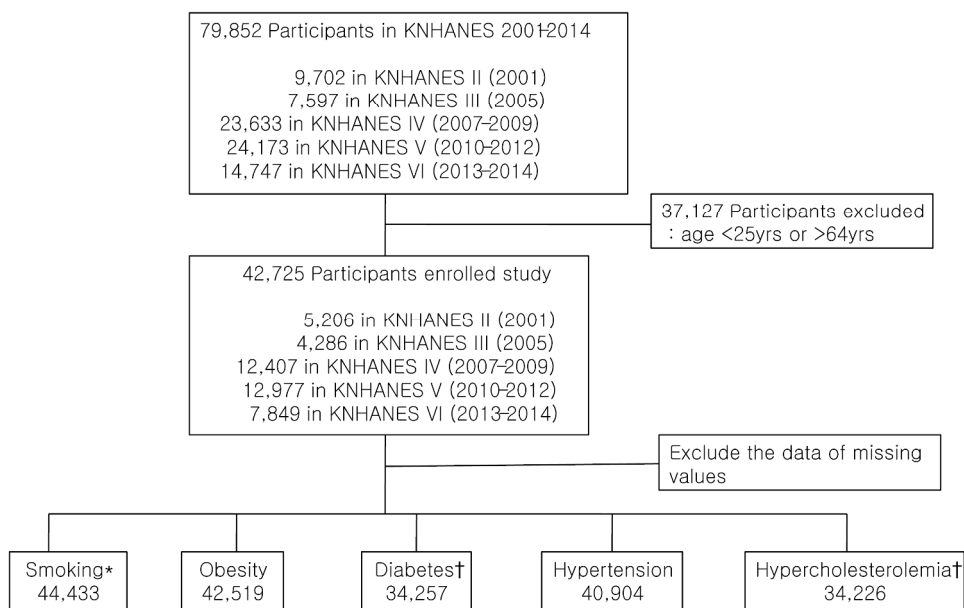 79,852 Participants in KNHANES 2001-2014
9,702 in KNHANES II (2001)
7,597 in KNHANES III (2005)
23,633 in KNHANES IV (2007-2009)
24,173 in KNHANES V (2010-2012)
14,747 in KNHANES VI (2013-2014)
37,127 Participants excluded
: age <25yrs or >64yrs
42,725 Participants enrolled study
5,206 in KNHANES II (2001)
4,286 in KNHANES III (2005)
12,407 in KNHANES IV (2007-2009)
12,977 in KNHANES V (2010-2012)
7,849 in KNHANES VI (2013-2014)
Exclude the data of missing
values
Smoking*
44,433
Obesity
42,519
Diabetes†
34,257
Hypertension
40,904
Hypercholesterolemia†
34,226